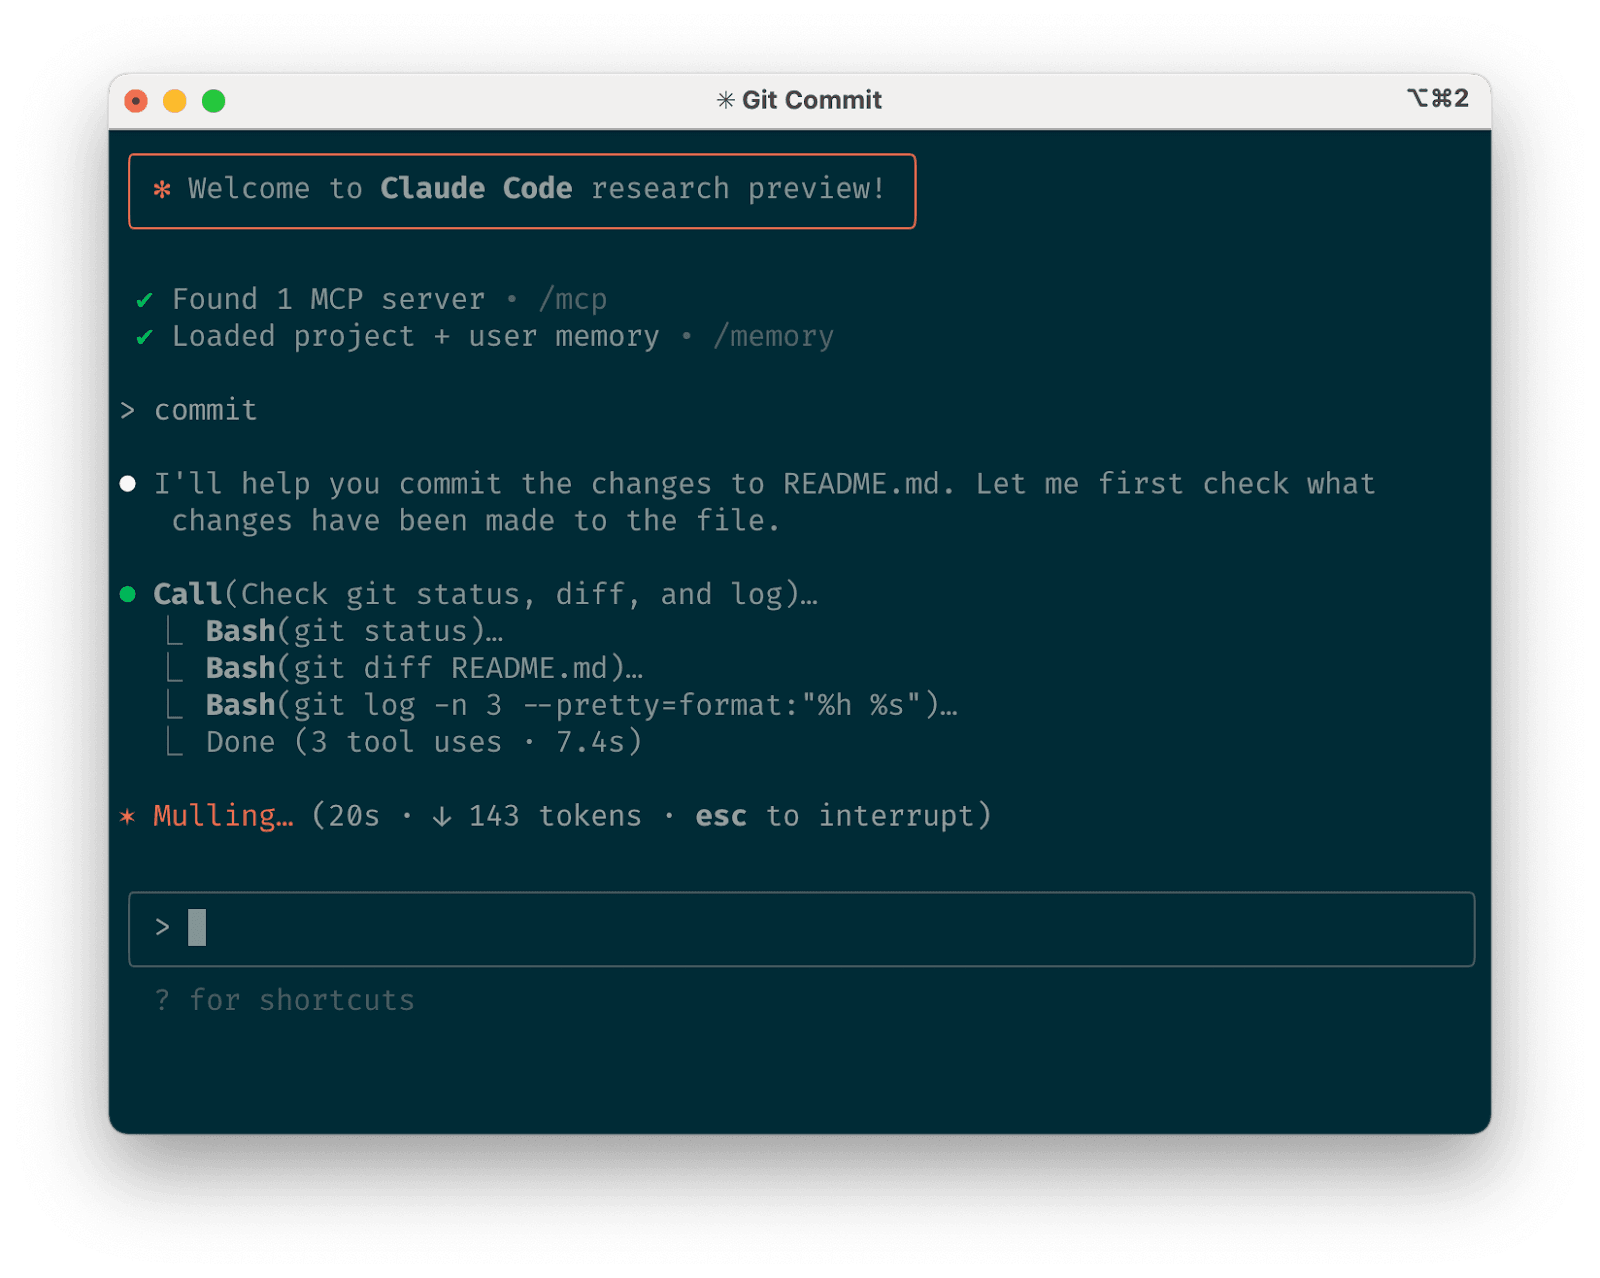 ✳ Git Commit
⌥⌘2
✻ Welcome to Claude Code research preview!
✔ Found 1 MCP server • /mcp
✔ Loaded project + user memory • /memory
> commit
● I'll help you commit the changes to README.md. Let me first check what
changes have been made to the file.
● Call(Check git status, diff, and log)…
⎿ Bash(git status)…
⎿ Bash(git diff README.md)…
⎿ Bash(git log -n 3 --pretty=format:"%h %s")…
⎿ Done (3 tool uses · 7.4s)
✶ Mulling… (20s · ↓ 143 tokens · esc to interrupt)
>
? for shortcuts